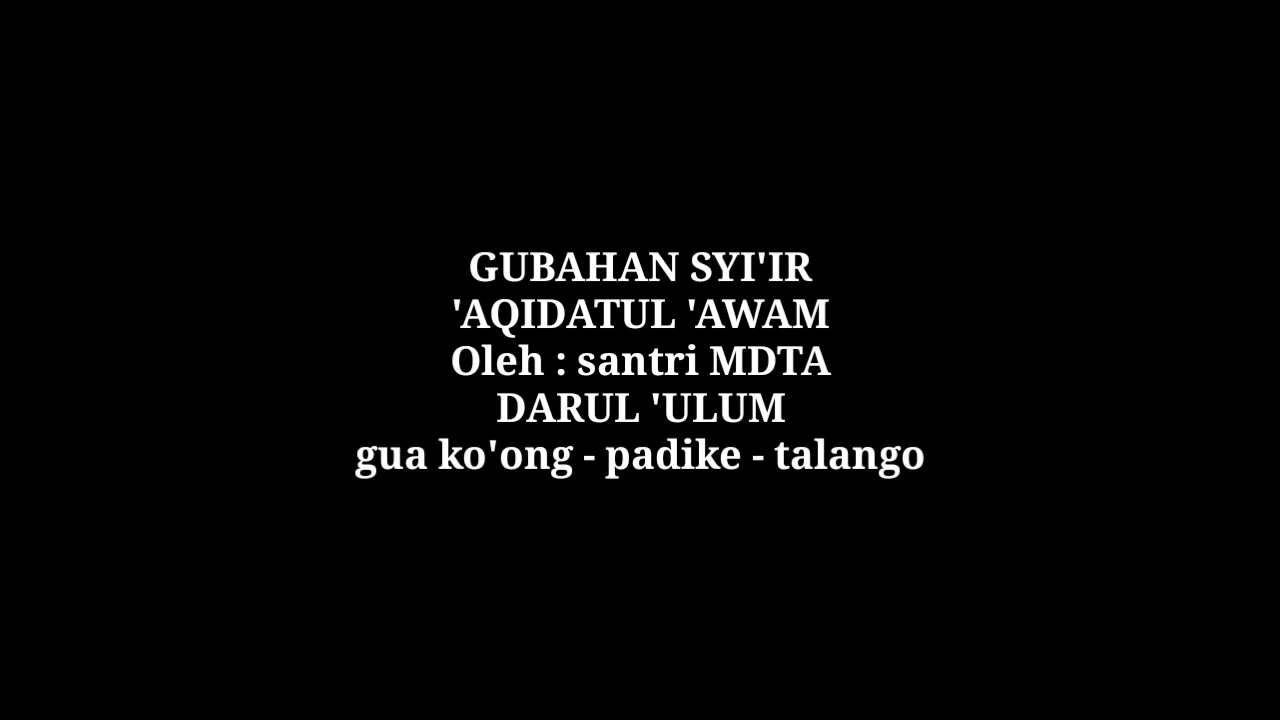 GUBAHAN SYI'IR
'AQIDATUL 'AWAM
Oleh : santri MDTA
DARUL 'ULUM
gua ko'ong - padike - talango